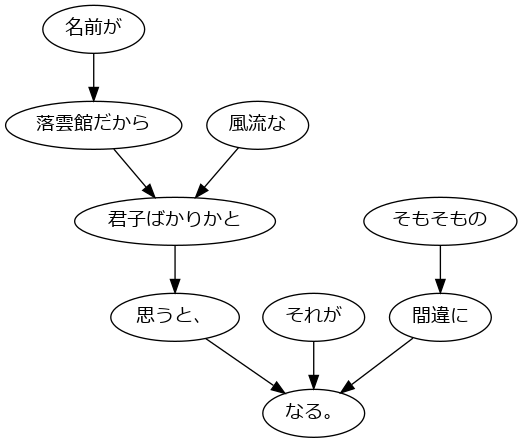 名前が
落雲館だから
風流な
君子ばかりかと
そもそもの
思うと、
それが
間違に
なる。